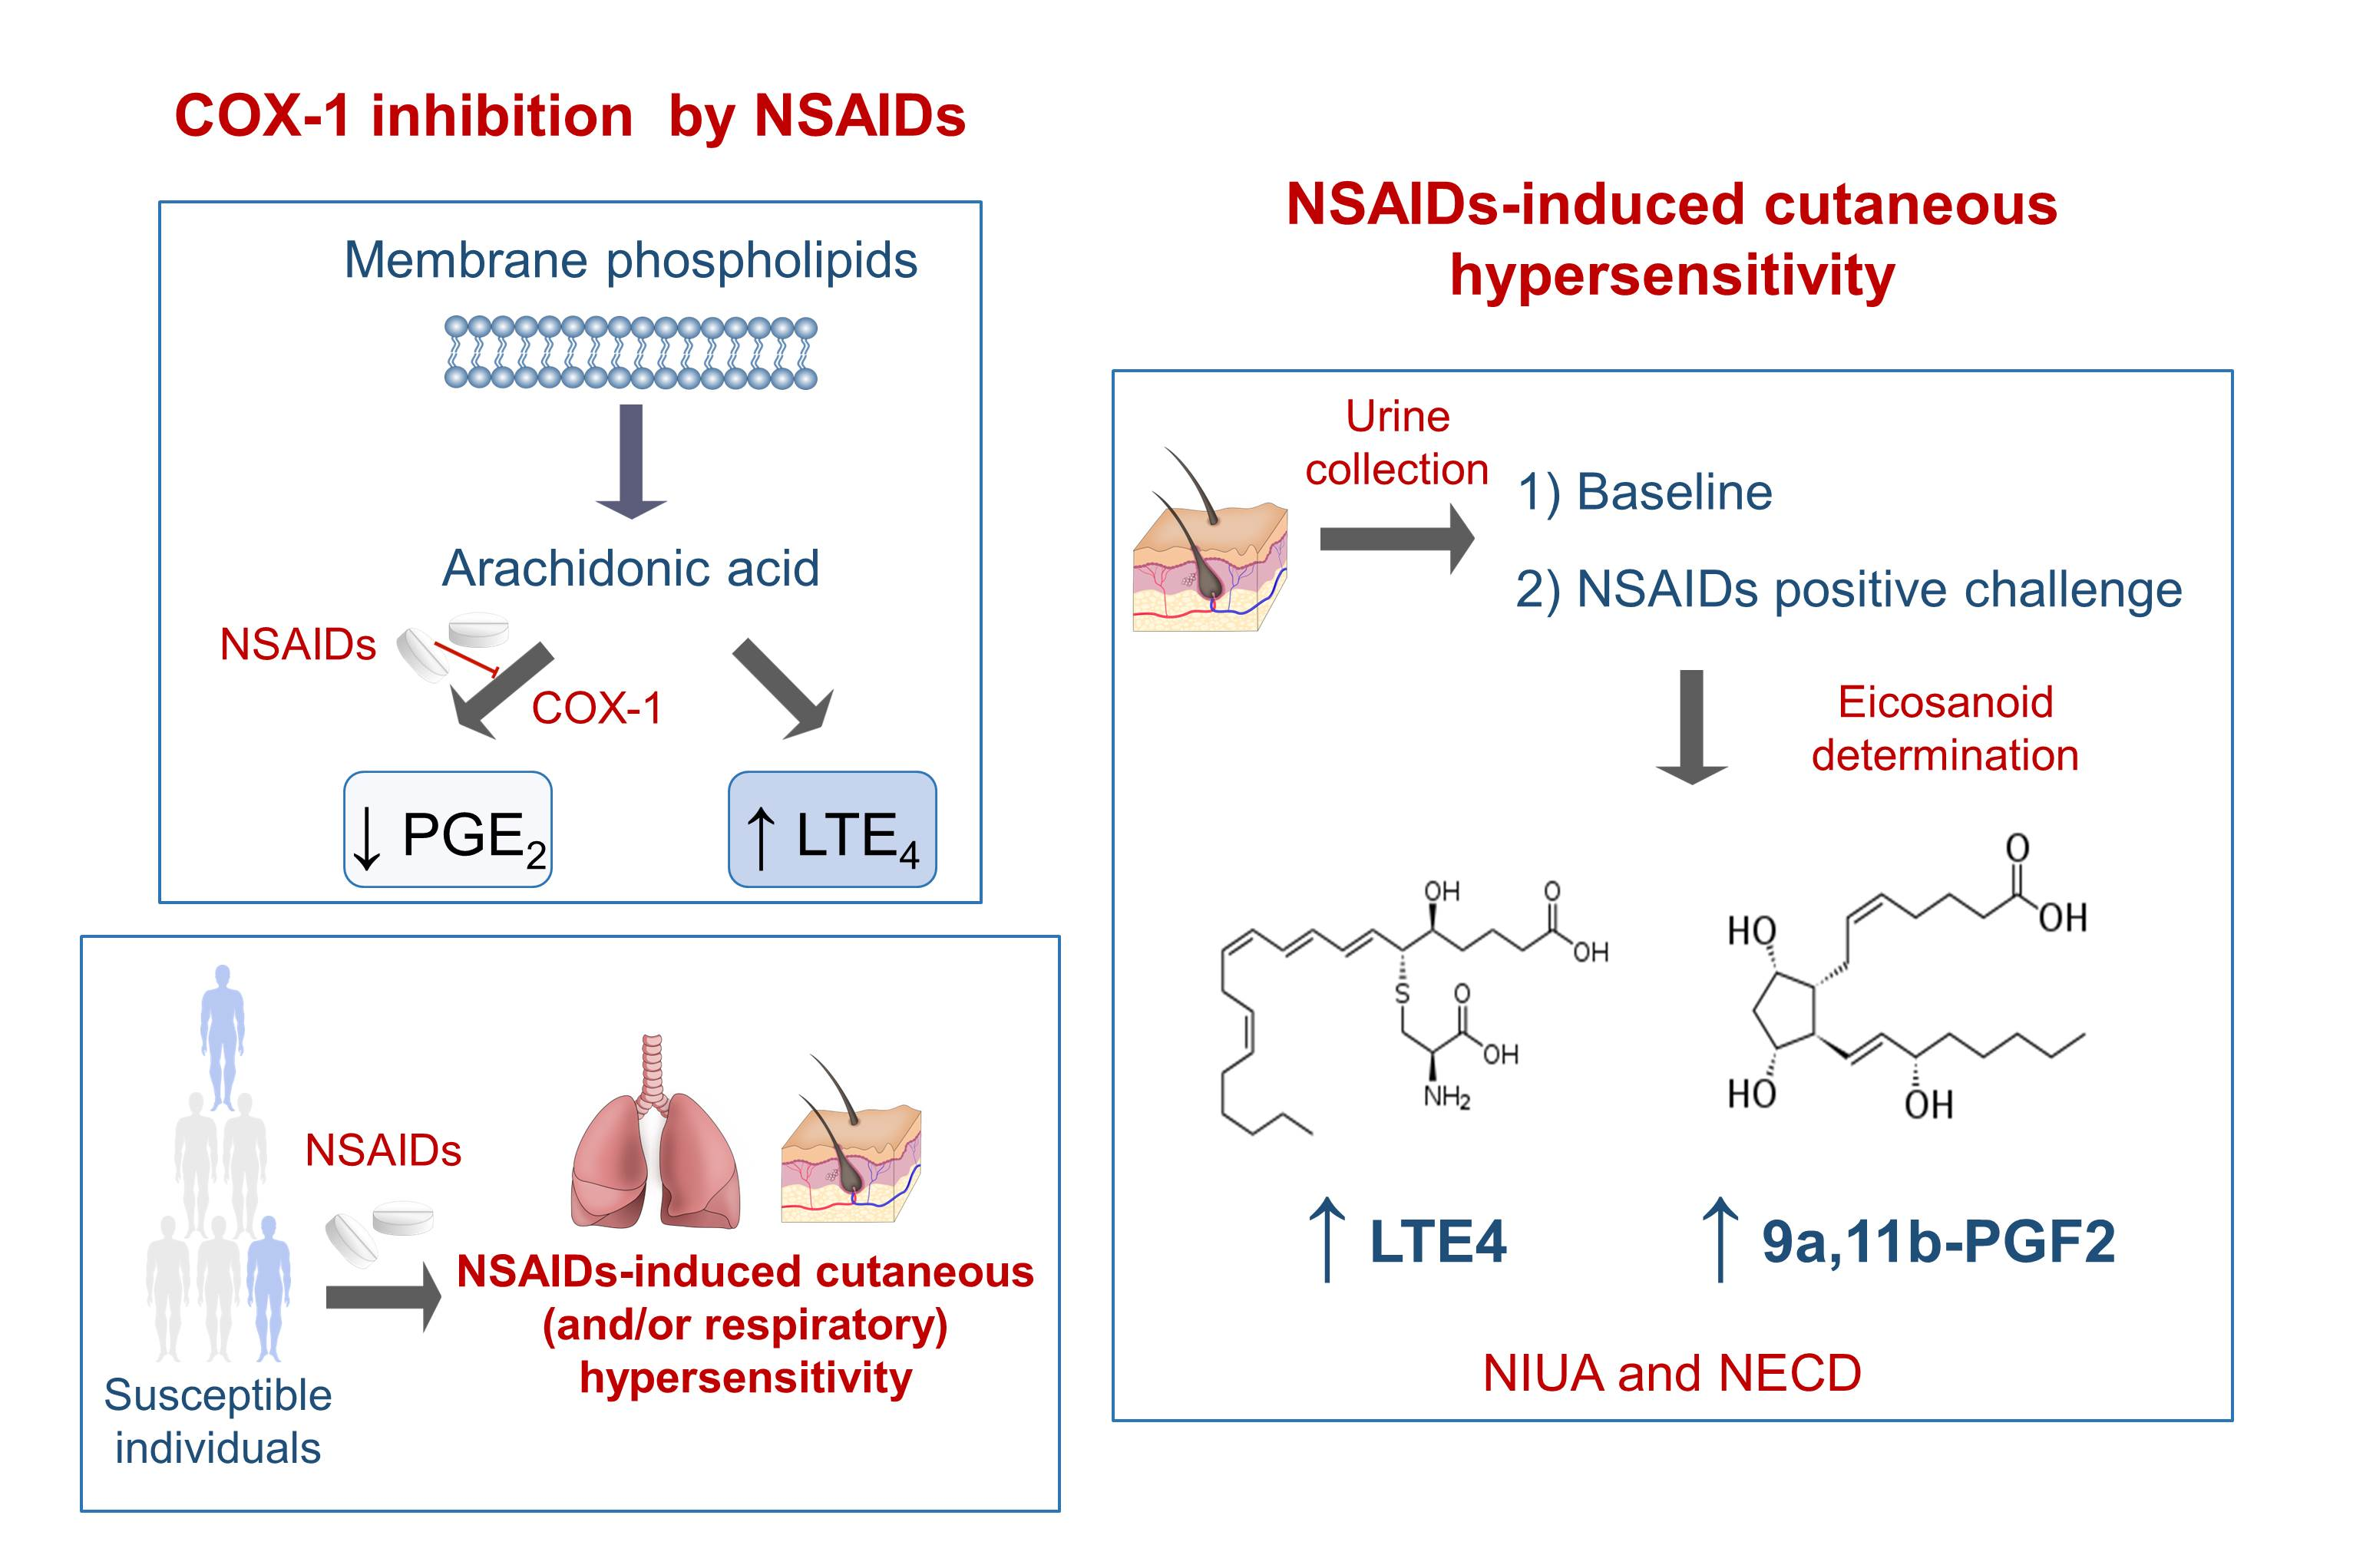 COX-1 inhibition  by NSAIDs
Membrane phospholipids
Arachidonic acid
NSAIDs
COX-1
↓ PGE₂
↑ LTE₄
NSAIDs
Susceptible
individuals
NSAIDs-induced cutaneous
(and/or respiratory)
hypersensitivity
NSAIDs-induced cutaneous
hypersensitivity
Urine
collection
1) Baseline
2) NSAIDs positive challenge
Eicosanoid
determination
OH
O
OH
S
O
OH
NH₂
O
OH
HO
HO
OH
↑ LTE4
↑ 9a,11b-PGF2
NIUA and NECD